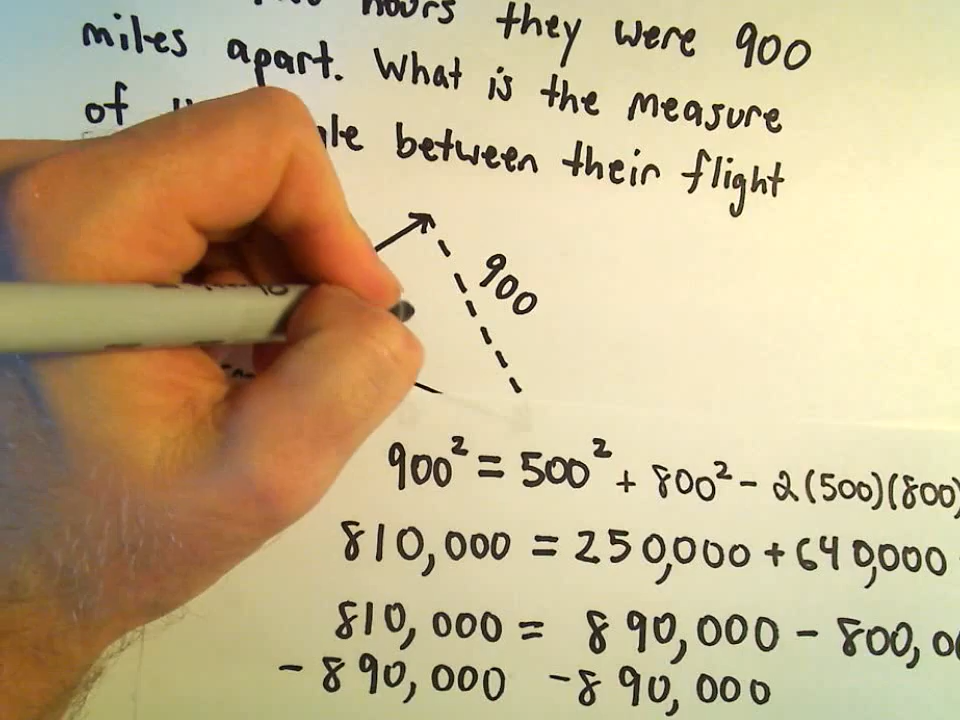 hours they were 900
miles apart. What is the measure
of between their flight
900
900² = 500² + 800² - 2(500)(800)
810,000 = 250,000 + 640,000
810,000 = 890,000 - 800,0
- 890,000 - 890,000